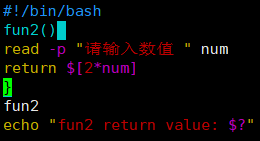 #!/bin/bash
fun2(){
read -p "请输入数值 " num
return $[2*num]
}
fun2
echo "fun2 return value: $?"